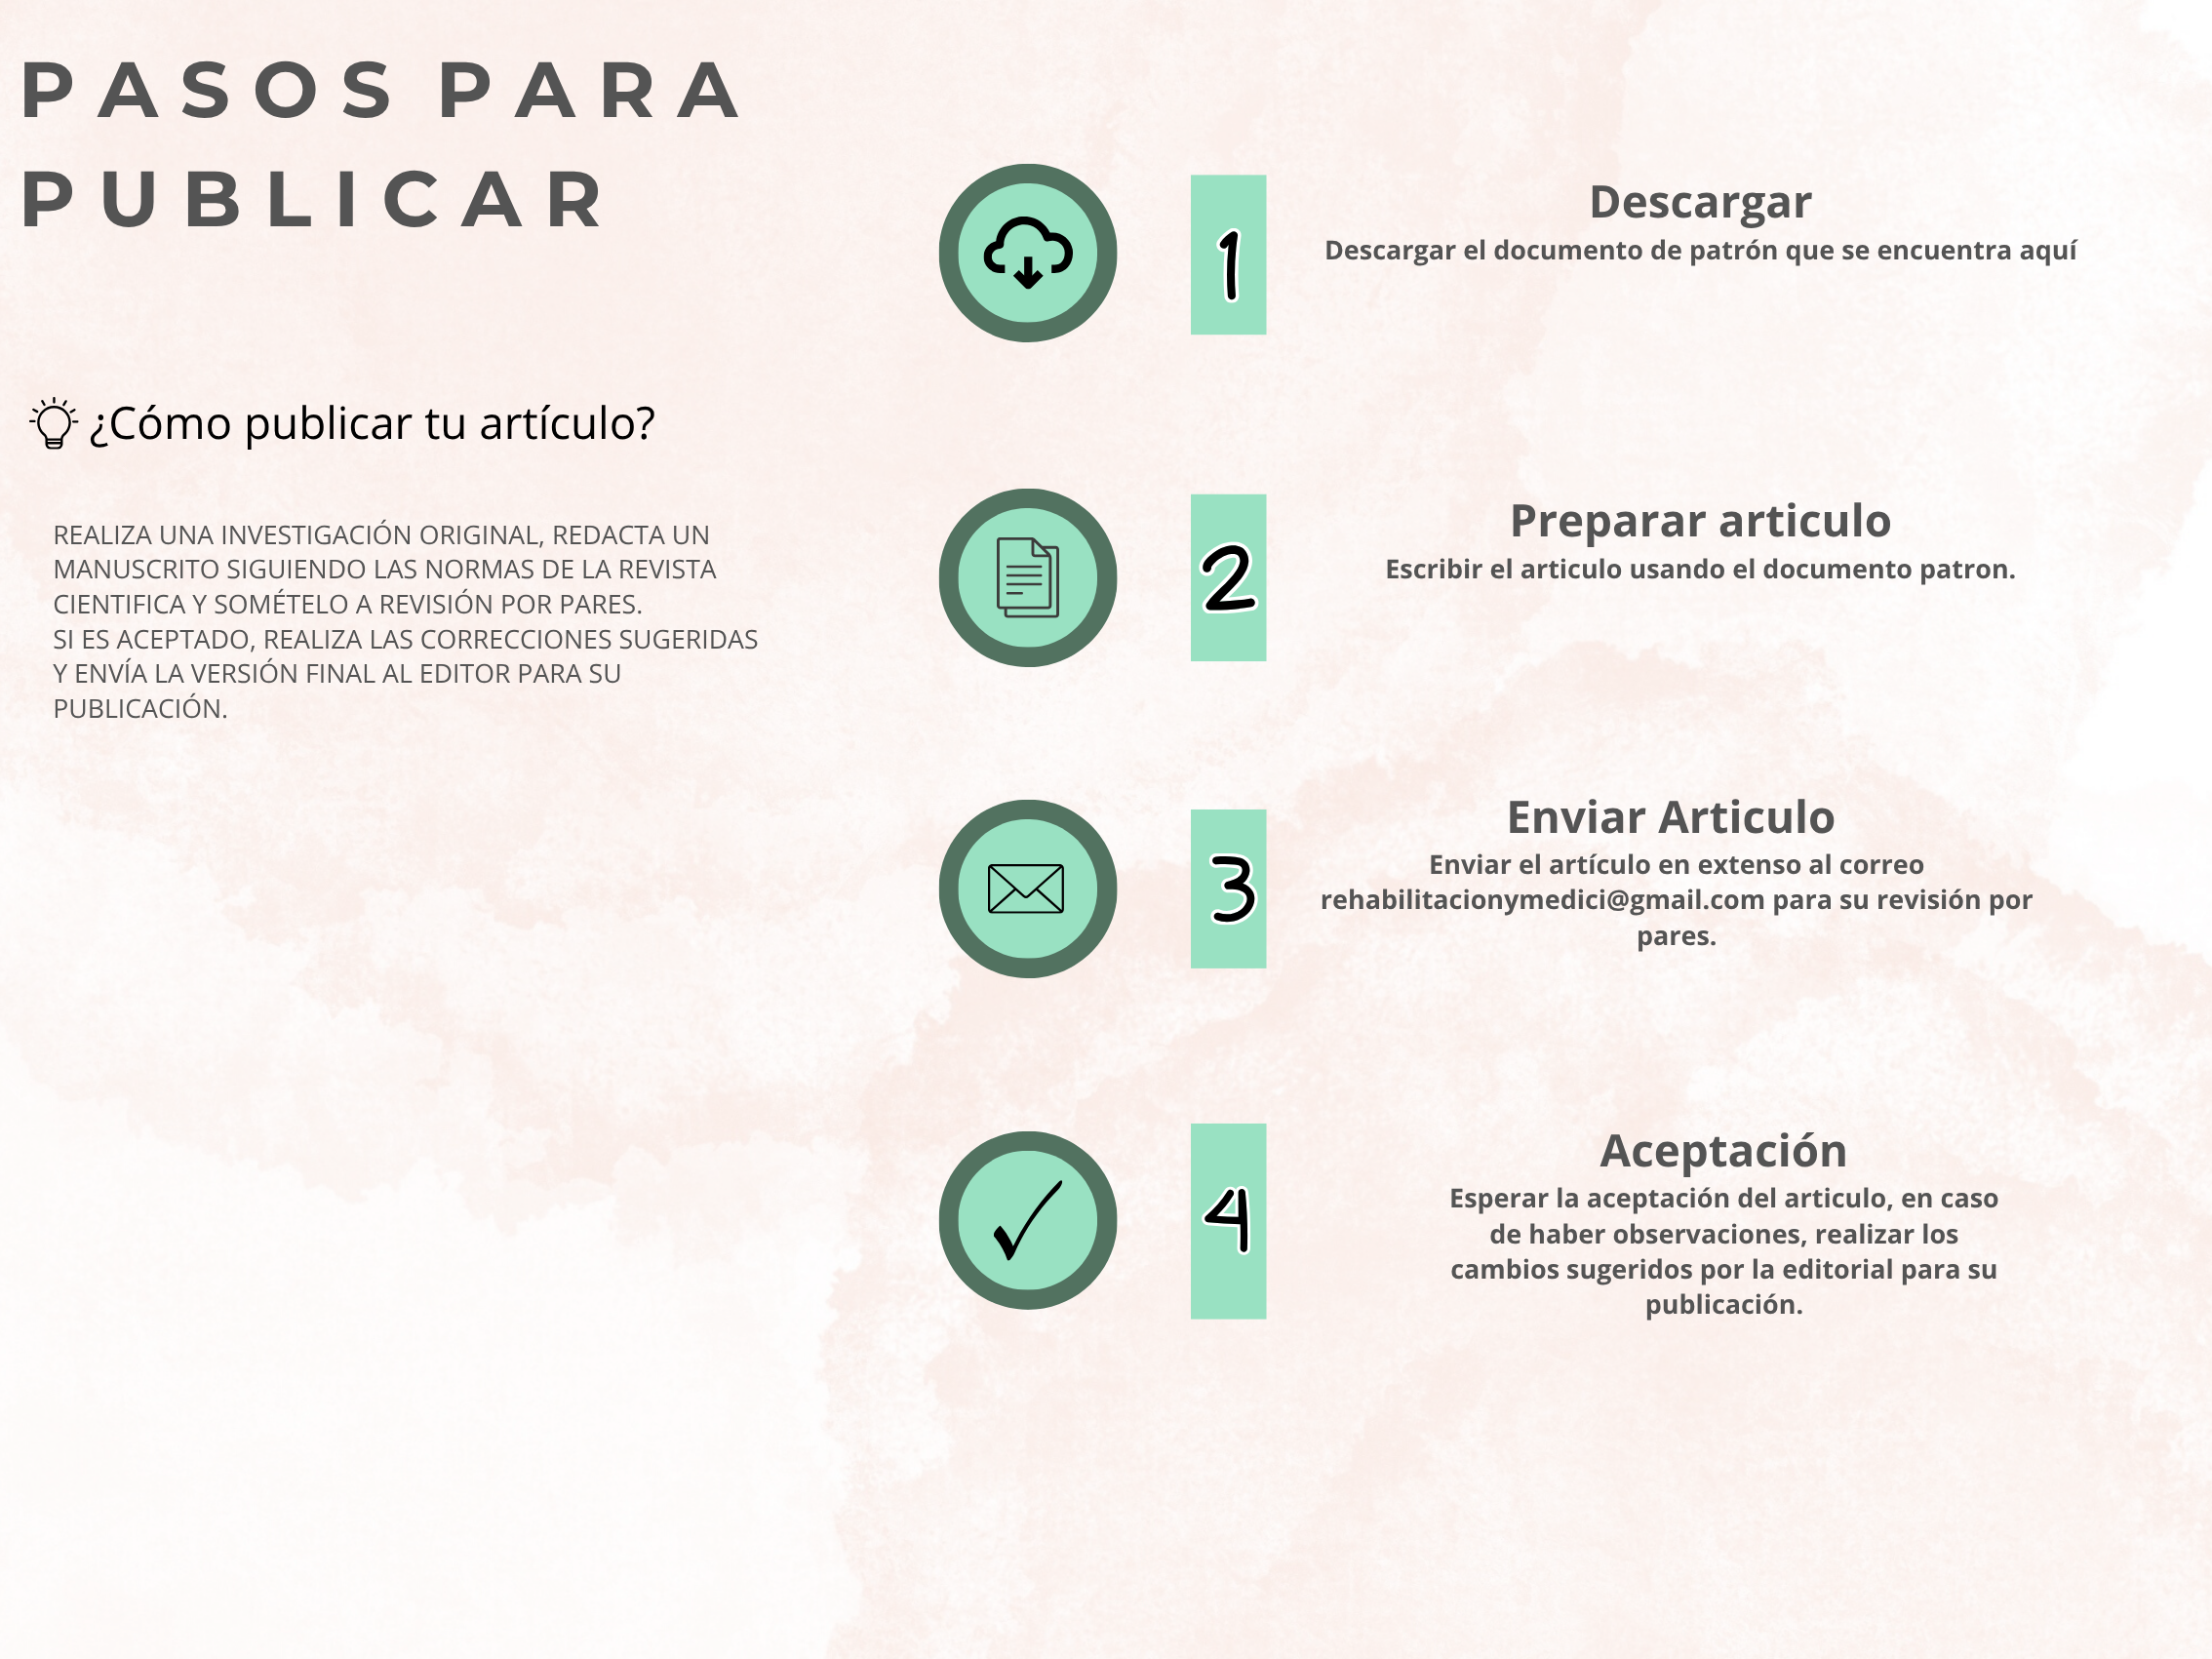 PASOS PARA
PUBLICAR
¿Cómo publicar tu artículo?
REALIZA UNA INVESTIGACIÓN ORIGINAL, REDACTA UN
MANUSCRITO SIGUIENDO LAS NORMAS DE LA REVISTA
CIENTIFICA Y SOMÉTELO A REVISIÓN POR PARES.
SI ES ACEPTADO, REALIZA LAS CORRECCIONES SUGERIDAS
Y ENVÍA LA VERSIÓN FINAL AL EDITOR PARA SU
PUBLICACIÓN.
1
Descargar
Descargar el documento de patrón que se encuentra aquí
2
Preparar articulo
Escribir el articulo usando el documento patron.
3
Enviar Articulo
Enviar el artículo en extenso al correo
rehabilitacionymedici@gmail.com para su revisión por
pares.
4
Aceptación
Esperar la aceptación del articulo, en caso
de haber observaciones, realizar los
cambios sugeridos por la editorial para su
publicación.